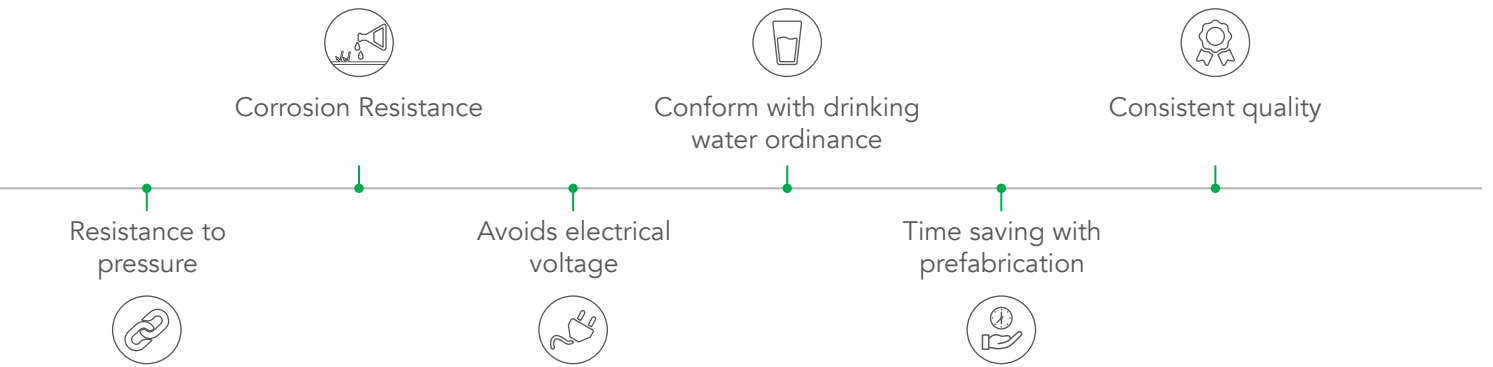 Corrosion Resistance
Conform with drinking
water ordinance
Consistent quality
Resistance to
pressure
Avoids electrical
voltage
Time saving with
prefabrication